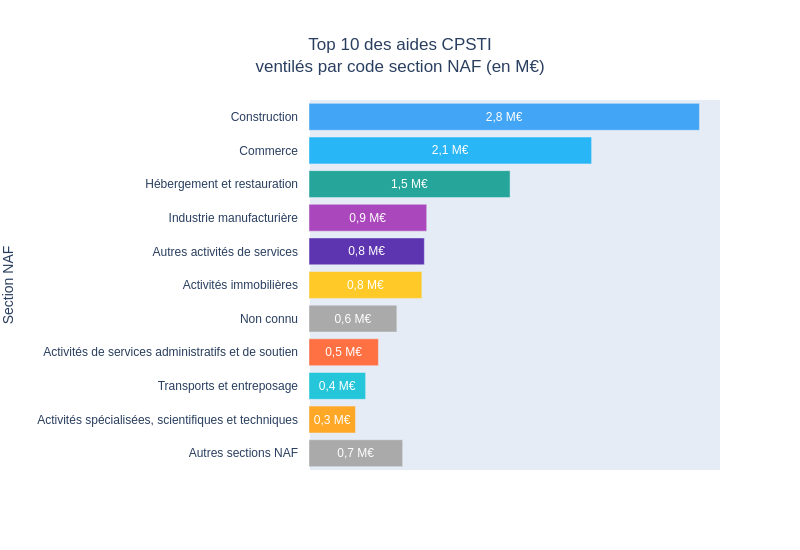 Top 10 des aides CPSTI
ventilés par code section NAF (en M€)
Section NAF
Construction 2,8 M€
Commerce 2,1 M€
Hébergement et restauration 1,5 M€
Industrie manufacturière 0,9 M€
Autres activités de services 0,8 M€
Activités immobilières 0,8 M€
Non connu 0,6 M€
Activités de services administratifs et de soutien 0,5 M€
Transports et entreposage 0,4 M€
Activités spécialisées, scientifiques et techniques 0,3 M€
Autres sections NAF 0,7 M€